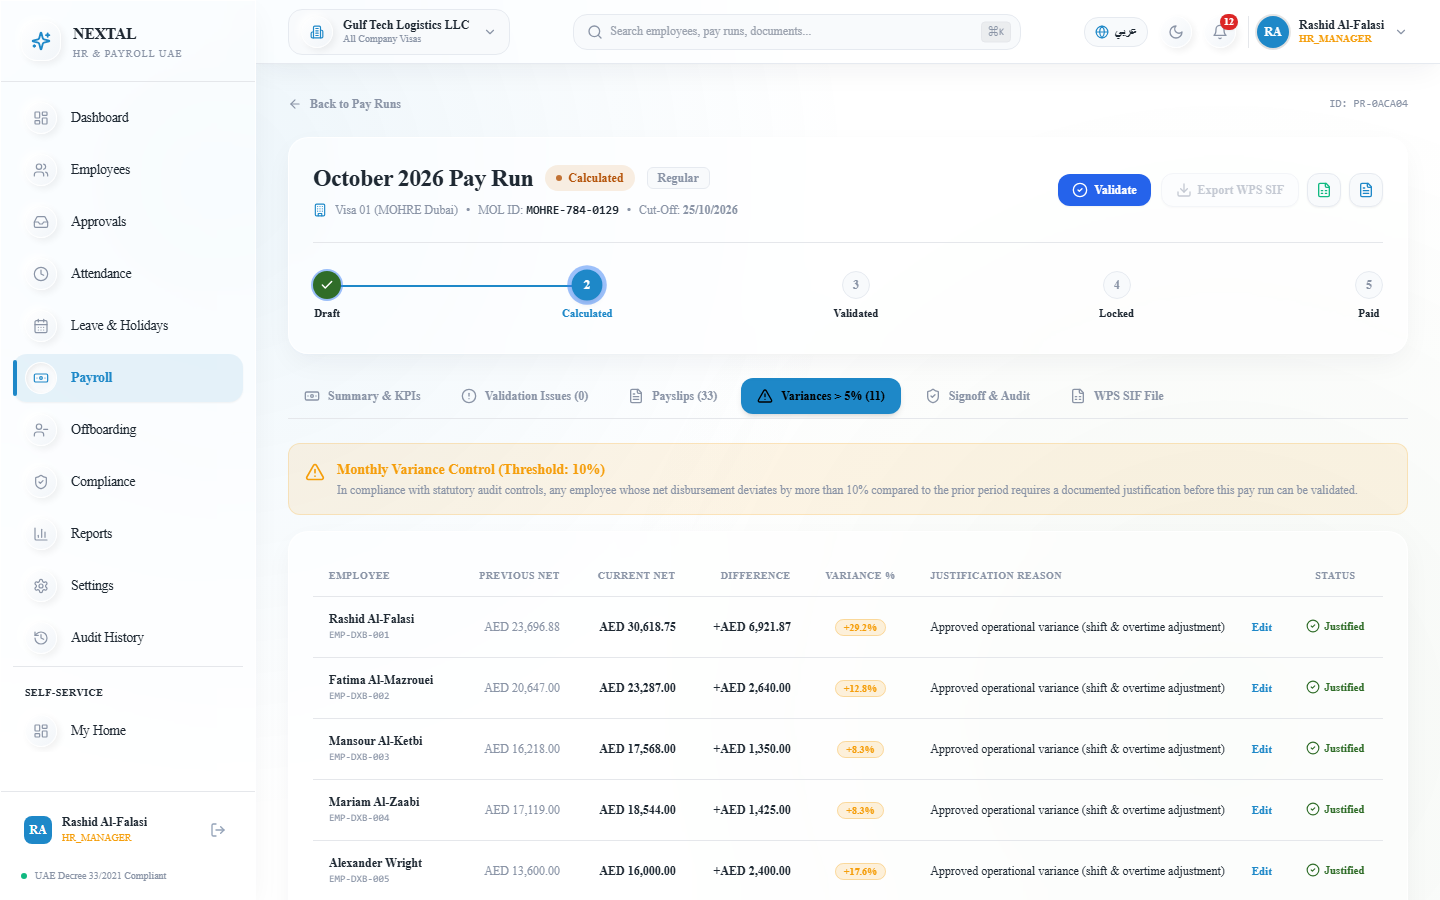 NEXTAL
HR & PAYROLL UAE
Gulf Tech Logistics LLC
All Company Visas
Search employees, pay runs, documents...
⌘K
عربي
12
RA
Rashid Al-Falasi
HR_MANAGER
Dashboard
Employees
Approvals
Attendance
Leave & Holidays
Payroll
Offboarding
Compliance
Reports
Settings
Audit History
SELF-SERVICE
My Home
RA
Rashid Al-Falasi
HR_MANAGER
UAE Decree 33/2021 Compliant
Back to Pay Runs
ID: PR-0ACA04
October 2026 Pay Run
Calculated
Regular
Visa 01 (MOHRE Dubai) • MOL ID: MOHRE-784-0129 • Cut-Off: 25/10/2026
Validate
Export WPS SIF
2
3
4
5
Draft
Calculated
Validated
Locked
Paid
Summary & KPIs
Validation Issues (0)
Payslips (33)
Variances > 5% (11)
Signoff & Audit
WPS SIF File
Monthly Variance Control (Threshold: 10%)
In compliance with statutory audit controls, any employee whose net disbursement deviates by more than 10% compared to the prior period requires a documented justification before this pay run can be validated.
EMPLOYEE PREVIOUS NET CURRENT NET DIFFERENCE VARIANCE % JUSTIFICATION REASON STATUS
Rashid Al-Falasi
EMP-DXB-001
AED 23,696.88 AED 30,618.75 +AED 6,921.87 +29.2% Approved operational variance (shift & overtime adjustment) Edit Justified
Fatima Al-Mazrouei
EMP-DXB-002
AED 20,647.00 AED 23,287.00 +AED 2,640.00 +12.8% Approved operational variance (shift & overtime adjustment) Edit Justified
Mansour Al-Ketbi
EMP-DXB-003
AED 16,218.00 AED 17,568.00 +AED 1,350.00 +8.3% Approved operational variance (shift & overtime adjustment) Edit Justified
Mariam Al-Zaabi
EMP-DXB-004
AED 17,119.00 AED 18,544.00 +AED 1,425.00 +8.3% Approved operational variance (shift & overtime adjustment) Edit Justified
Alexander Wright
EMP-DXB-005
AED 13,600.00 AED 16,000.00 +AED 2,400.00 +17.6% Approved operational variance (shift & overtime adjustment) Edit Justified